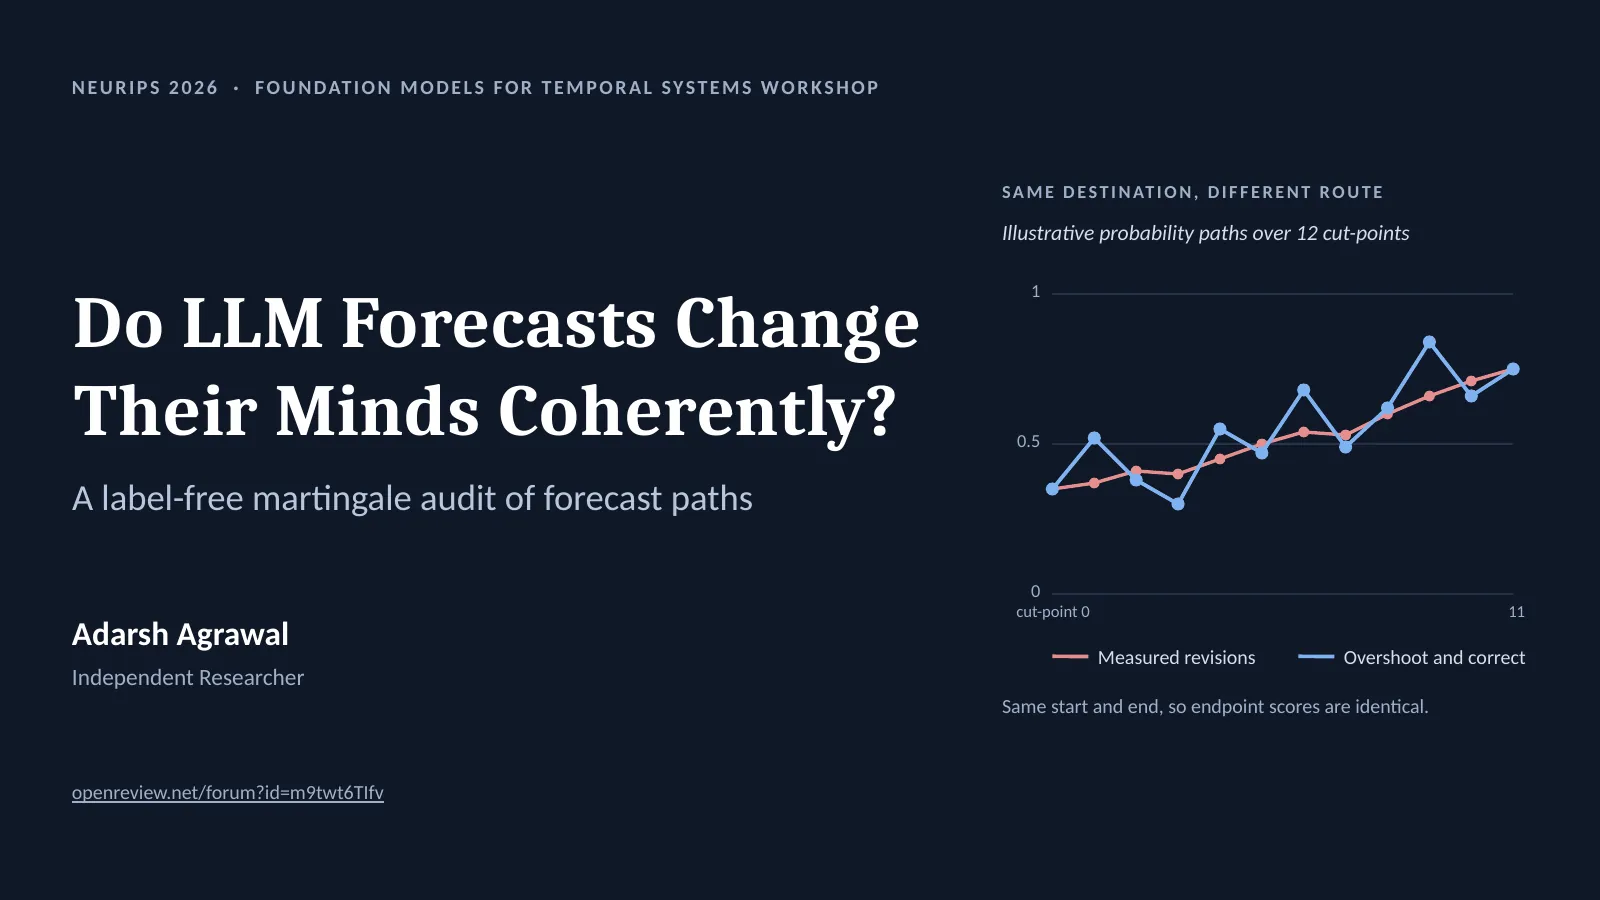 NEURIPS 2026 · FOUNDATION MODELS FOR TEMPORAL SYSTEMS WORKSHOP
Do LLM Forecasts Change
Their Minds Coherently?
A label-free martingale audit of forecast paths
Adarsh Agrawal
Independent Researcher
openreview.net/forum?id=m9twt6TIfv
SAME DESTINATION, DIFFERENT ROUTE
Illustrative probability paths over 12 cut-points
1
0.5
0
cut-point 0 11
Measured revisions Overshoot and correct
Same start and end, so endpoint scores are identical.